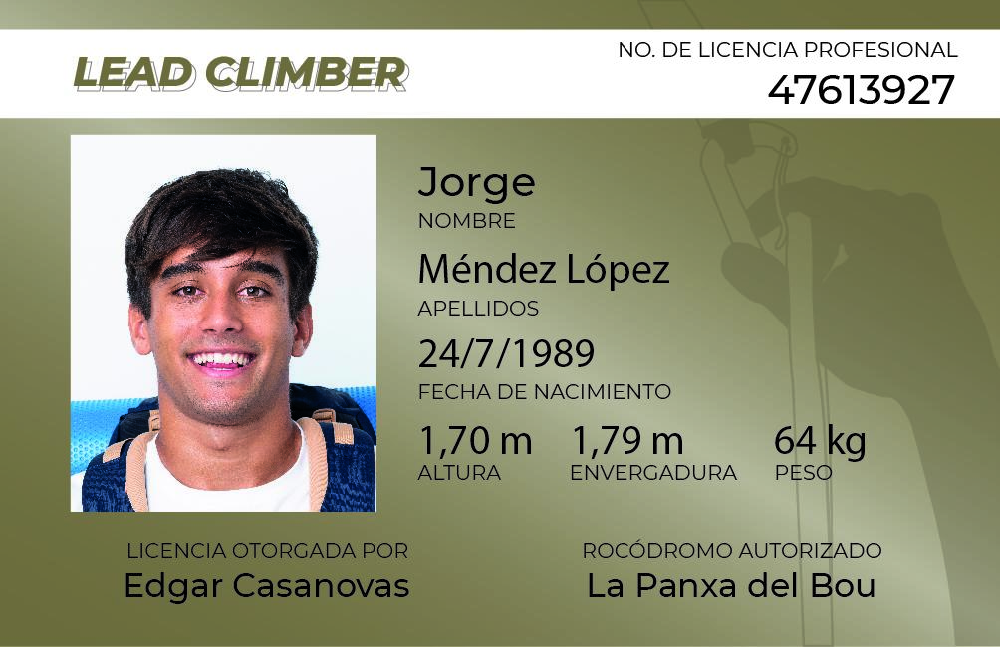 LEAD CLIMBER
NO. DE LICENCIA PROFESIONAL
47613927
Jorge
NOMBRE
Méndez López
APELLIDOS
24/7/1989
FECHA DE NACIMIENTO
1,70 m 1,79 m 64 kg
ALTURA ENVERGADURA PESO
LICENCIA OTORGADA POR ROCÓDROMO AUTORIZADO
Edgar Casanovas La Panxa del Bou